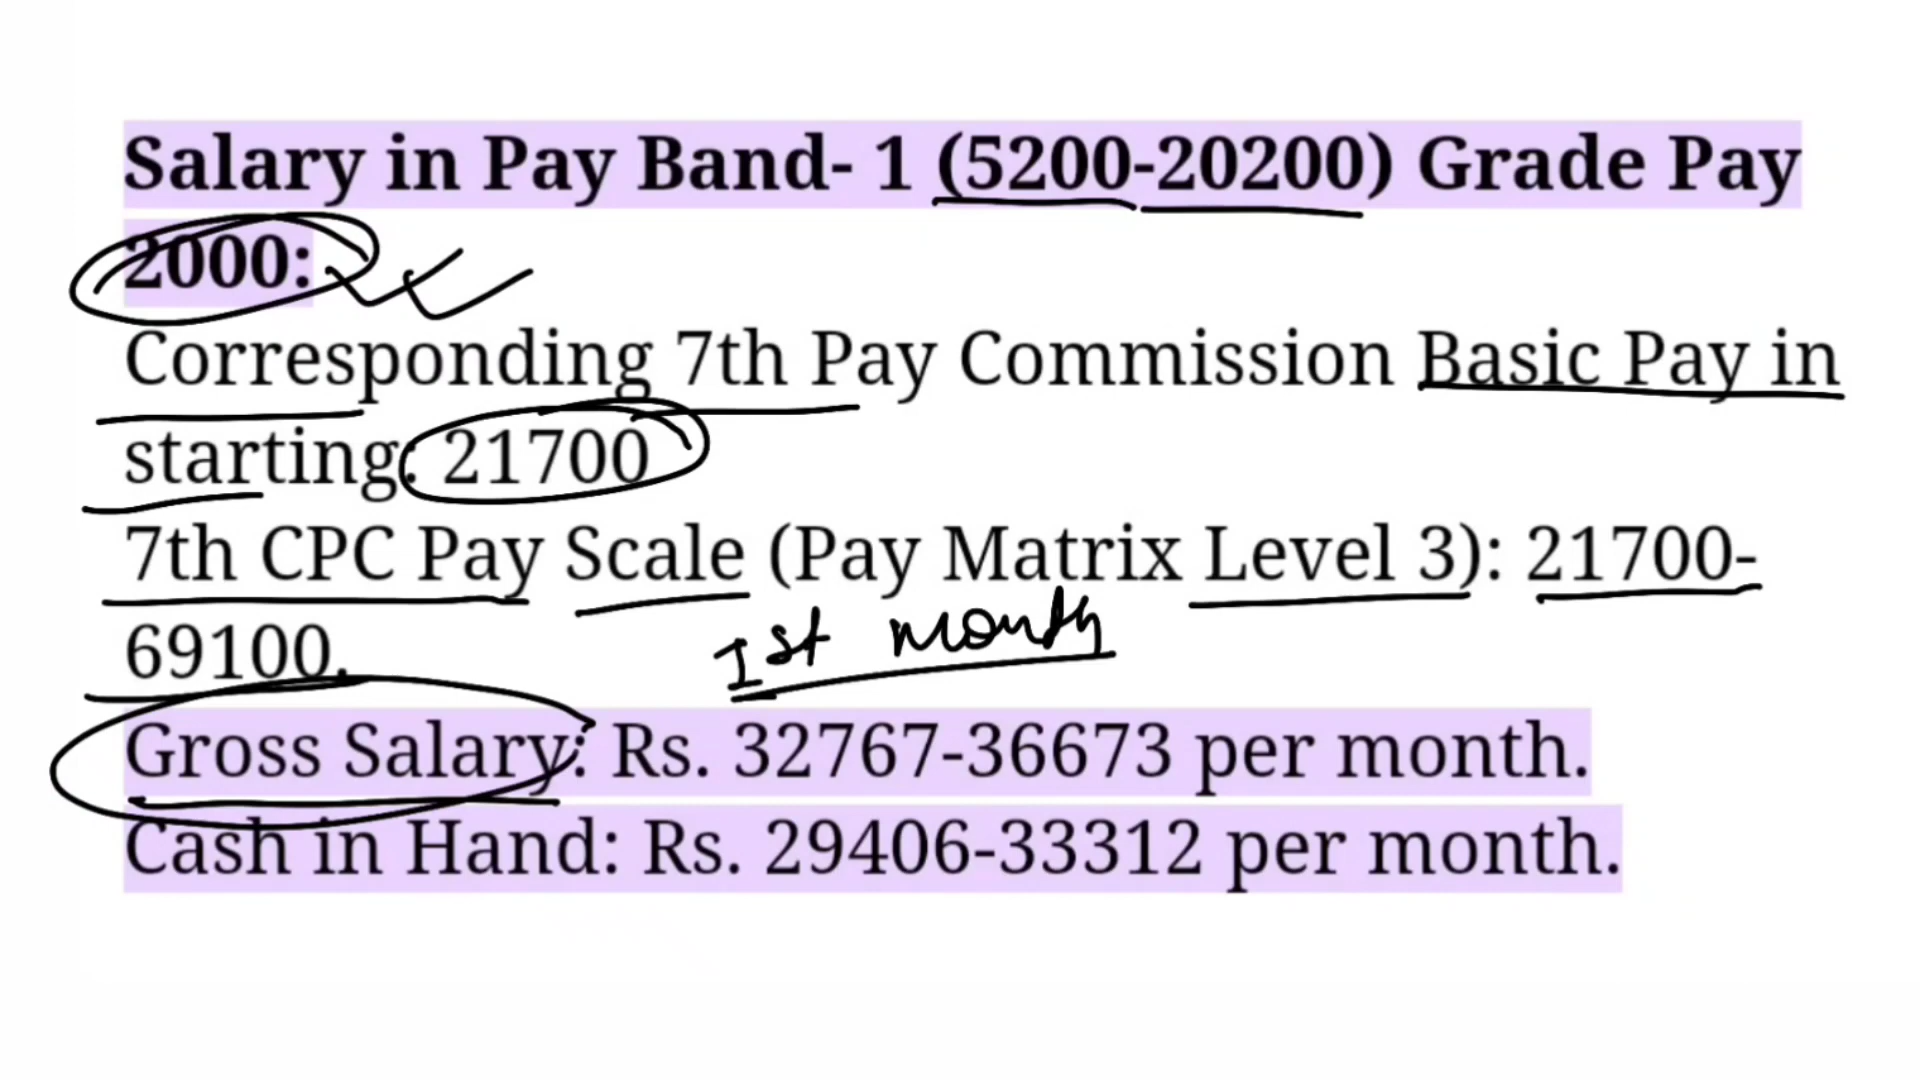 Salary in Pay Band- 1 (5200-20200) Grade Pay
2000:
Corresponding 7th Pay Commission Basic Pay in
starting: 21700
7th CPC Pay Scale (Pay Matrix Level 3): 21700-
69100.
1st month
Gross Salary: Rs. 32767-36673 per month.
Cash in Hand: Rs. 29406-33312 per month.